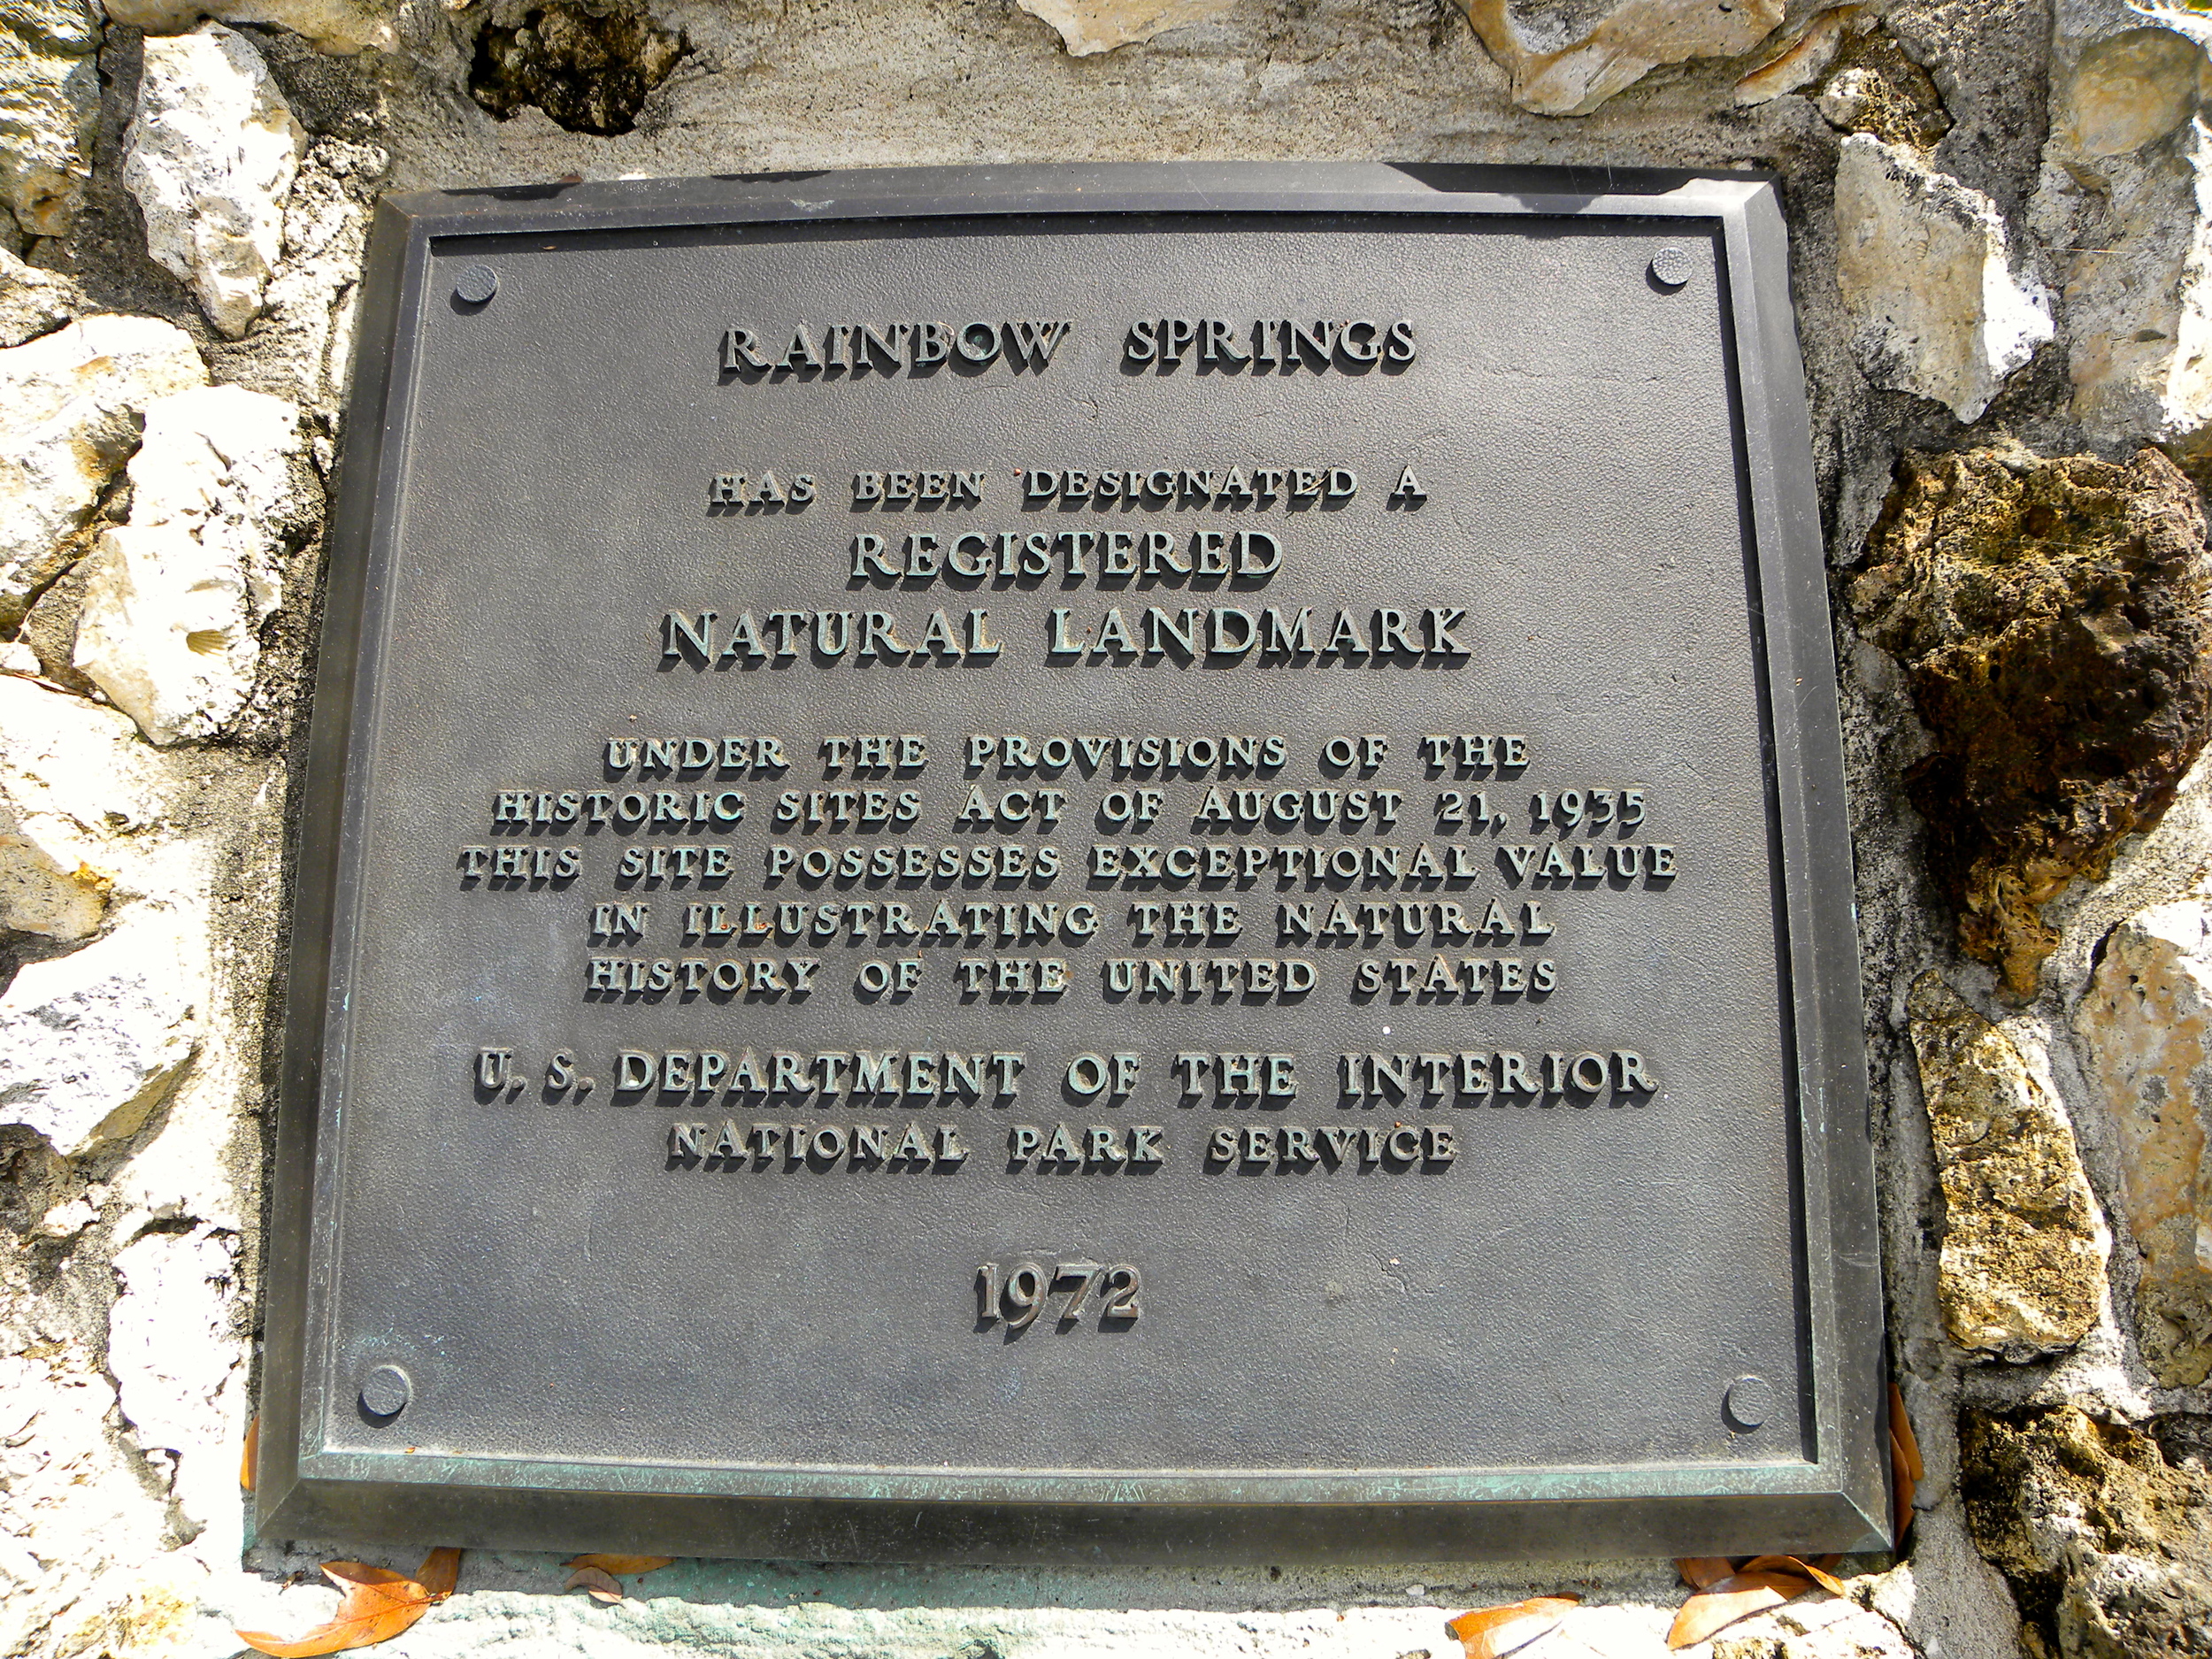 RAINBOW SPRINGS
HAS BEEN DESIGNATED A
REGISTERED
NATURAL LANDMARK
UNDER THE PROVISIONS OF THE
HISTORIC SITES ACT OF AUGUST 21, 1935
THIS SITE POSSESSES EXCEPTIONAL VALUE
IN ILLUSTRATING THE NATURAL
HISTORY OF THE UNITED STATES
U. S. DEPARTMENT OF THE INTERIOR
NATIONAL PARK SERVICE
1972